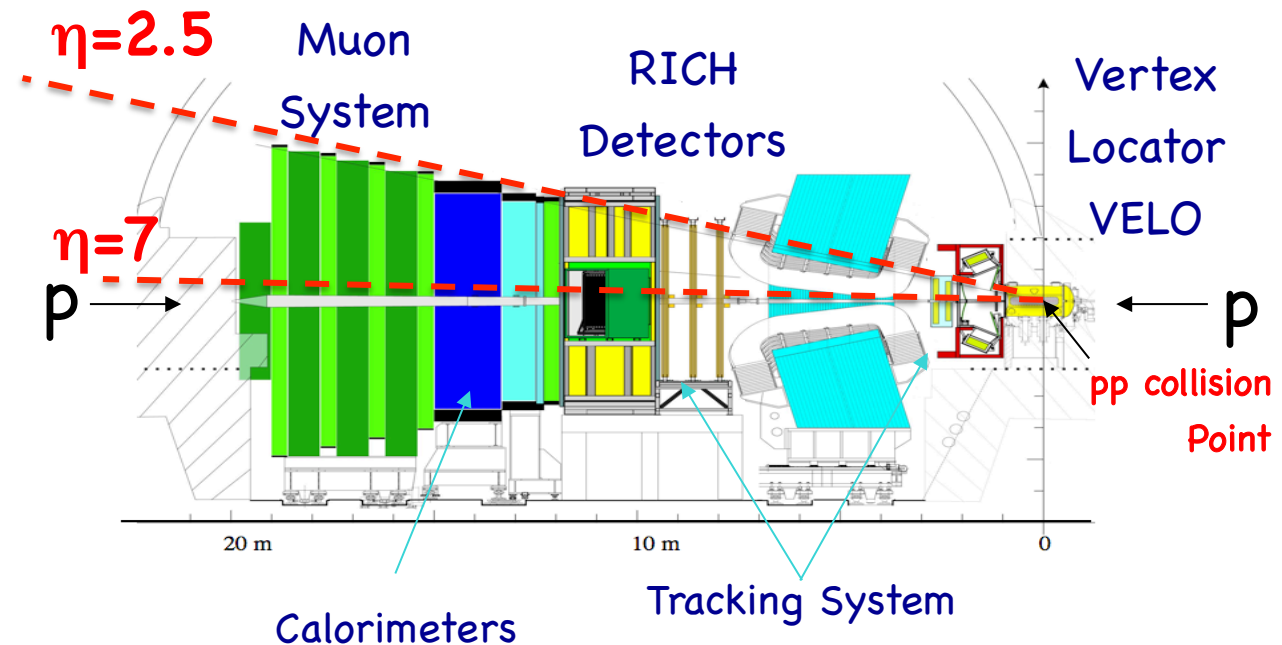 η=2.5
Muon
System
RICH
Detectors
Vertex
Locator
VELO
η=7
p
p
pp collision
Point
20 m
10 m
0
Tracking System
Calorimeters